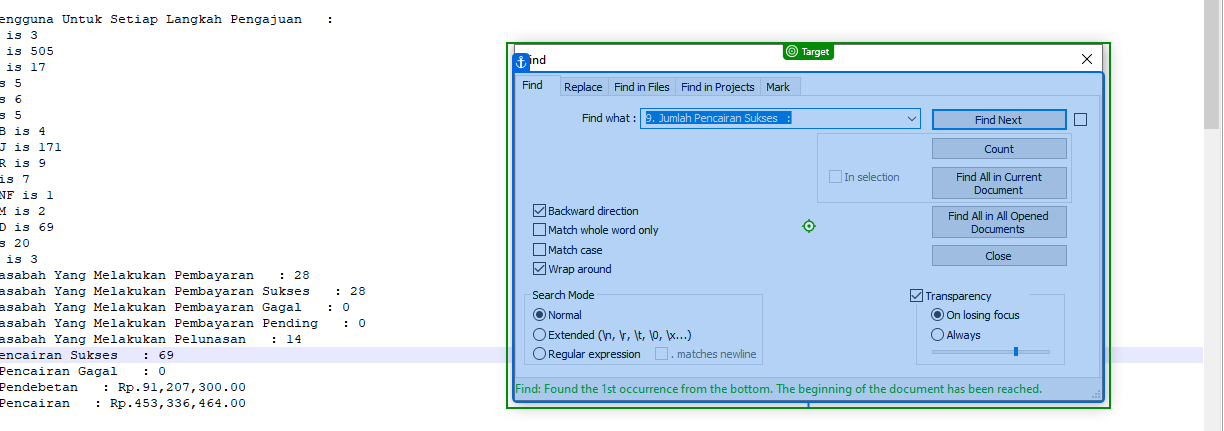 engguna Untuk Setiap Langkah Pengajuan   :
is 3
is 505
is 17
s 5
s 6
s 5
B is 4
J is 171
R is 9
is 7
NF is 1
M is 2
D is 69
s 20
is 3
asabah Yang Melakukan Pembayaran   : 28
asabah Yang Melakukan Pembayaran Sukses   : 28
asabah Yang Melakukan Pembayaran Gagal   : 0
asabah Yang Melakukan Pembayaran Pending   : 0
asabah Yang Melakukan Pelunasan   : 14
encairan Sukses   : 69
Pencairan Gagal   : 0
Pendebetan   : Rp.91,207,300.00
Pencairan   : Rp.453,336,464.00
Target
ind
Find Replace Find in Files Find in Projects Mark
Find what : 9. Jumlah Pencairan Sukses   : Find Next
Count
In selection
Find All in Current
Document
Find All in All Opened
Documents
Close
Backward direction
Match whole word only
Match case
Wrap around
Search Mode
Normal
Extended (\n, \r, \t, \0, \x...)
Regular expression . matches newline
Transparency
On losing focus
Always
Find: Found the 1st occurrence from the bottom. The beginning of the document has been reached.